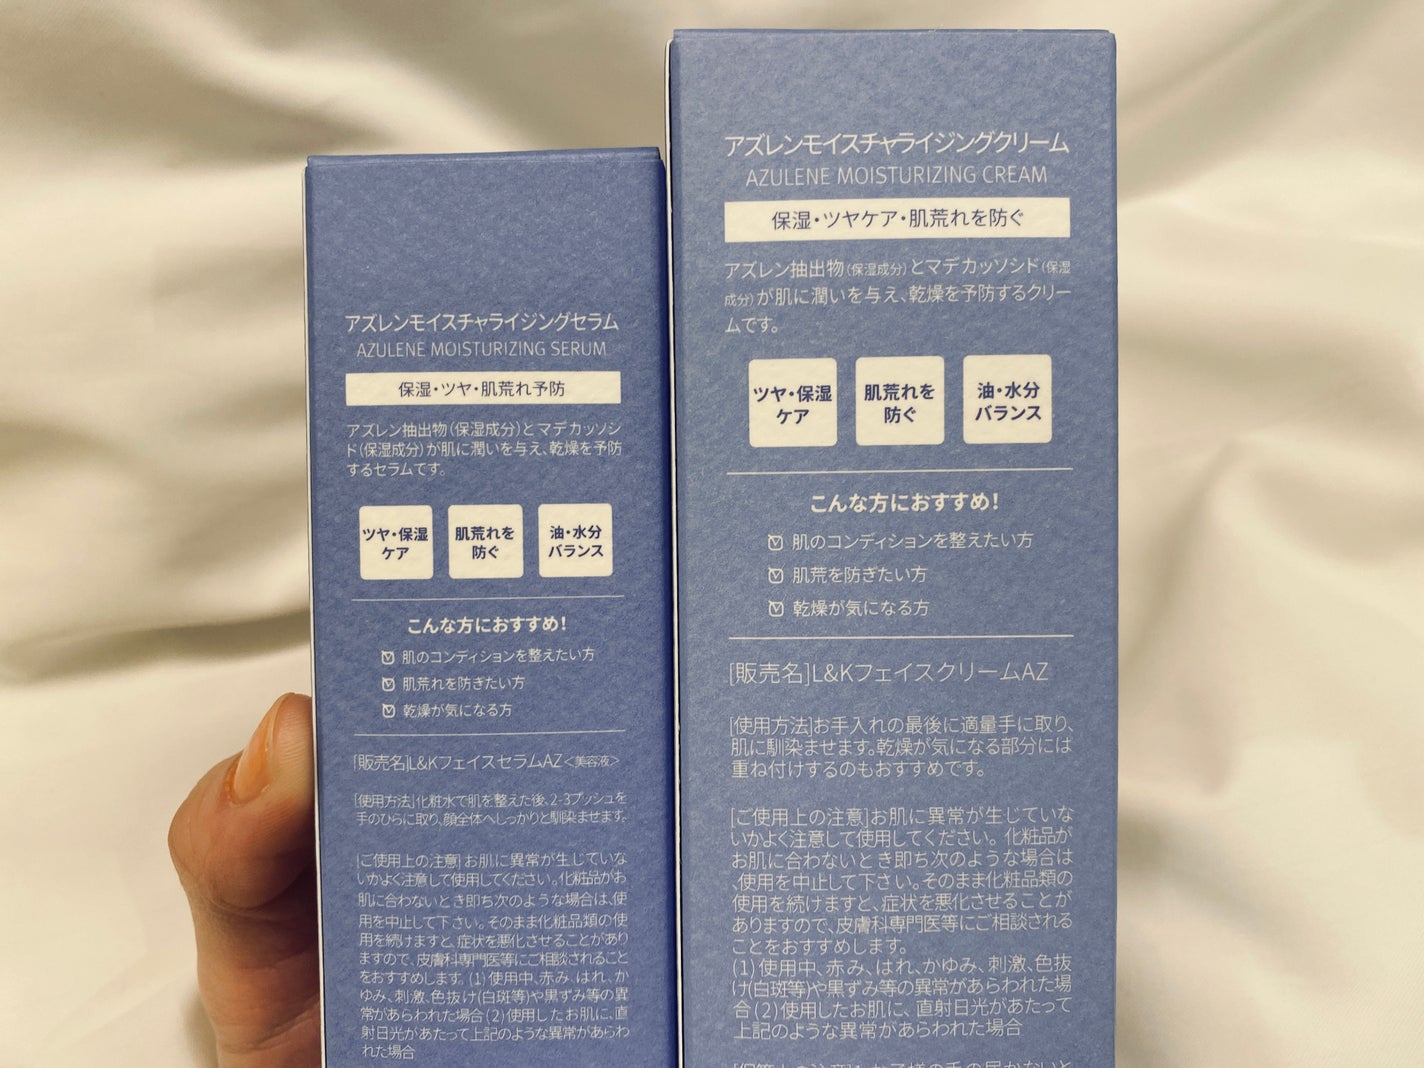 アズレンモイスチャライジングセラム
AZULENE MOISTURIZING SERUM
保湿・ツヤ・肌荒れ予防
アズレン抽出物(保湿成分)とマデカッソシ
ド(保湿成分)が肌に潤いを与え、乾燥を予防
するセラムです。
ツヤ・保湿
ケア
肌荒れを
防ぐ
油・水分
バランス
こんな方におすすめ!
肌のコンディションを整えたい方
肌荒れを防ぎたい方
乾燥が気になる方
[販売名]L&KフェイスセラムAZ<美容液>
[使用方法]化粧水で肌を整えた後、2-3プッシュを
手のひらに取り、顔全体へしっかりと馴染ませます。
[ご使用上の注意]お肌に異常が生じていな
いかよく注意して使用してください。化粧品がお
肌に合わないとき即ち次のような場合は、使
用を中止して下さい。そのまま化粧品類の使
用を続けますと、症状を悪化させることがあり
ますので、皮膚科専門医等にご相談されること
をおすすめします。(1)使用中、赤み、はれ、か
ゆみ、刺激、色抜け(白斑等)や黒ずみ等の異
常があらわれた場合(2)使用したお肌に、直
射日光があたって上記のような異常があらわ
れた場合
アズレンモイスチャライジングクリーム
AZULENE MOISTURIZING CREAM
保湿・ツヤケア・肌荒れを防ぐ
アズレン抽出物(保湿成分)とマデカッソシド(保湿
成分)が肌に潤いを与え、乾燥を予防するクリー
ムです。
ツヤ・保湿
ケア
肌荒れを
防ぐ
油・水分
バランス
こんな方におすすめ!
肌のコンディションを整えたい方
肌荒を防ぎたい方
乾燥が気になる方
[販売名]L&KフェイスクリームAZ
[使用方法]お手入れの最後に適量手に取り、
肌に馴染ませます。乾燥が気になる部分には
重ね付けするのもおすすめです。
[ご使用上の注意]お肌に異常が生じていな
いかよく注意して使用してください。化粧品が
お肌に合わないとき即ち次のような場合は
、使用を中止して下さい。そのまま化粧品類の
使用を続けますと、症状を悪化させることが
ありますので、皮膚科専門医等にご相談される
ことをおすすめします。
(1)使用中、赤み、はれ、かゆみ、刺激、色抜
け(白斑等)や黒ずみ等の異常があらわれた場
合(2)使用したお肌に、直射日光があたって
上記のような異常があらわれた場合